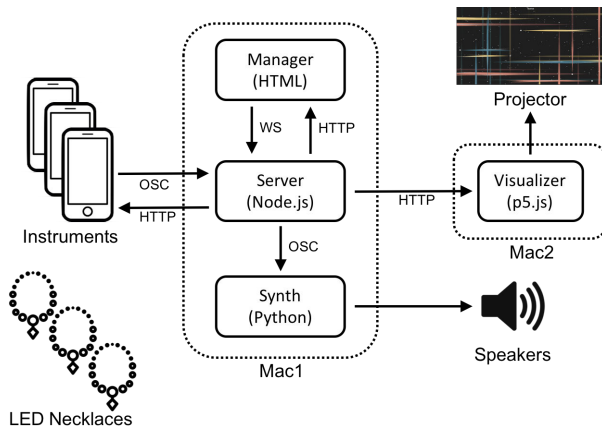 Manager
(HTML)
Projector
WS
HTTP
OSC
Server
(Node.js)
HTTP
Visualizer
(p5.js)
HTTP
Instruments
Mac2
OSC
Synth
(Python)
Speakers
Mac1
LED Necklaces